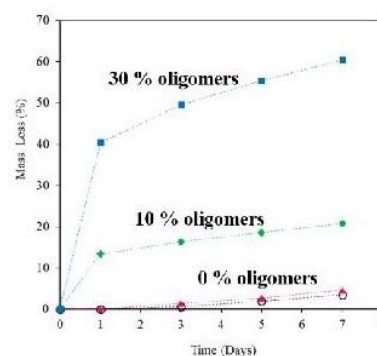 70
60
50
40
30
20
10
0
Mass Loss (%)
30 % oligomers
10 % oligomers
0 % oligomers
0 1 2 3 4 5 6 7
Time (Days)